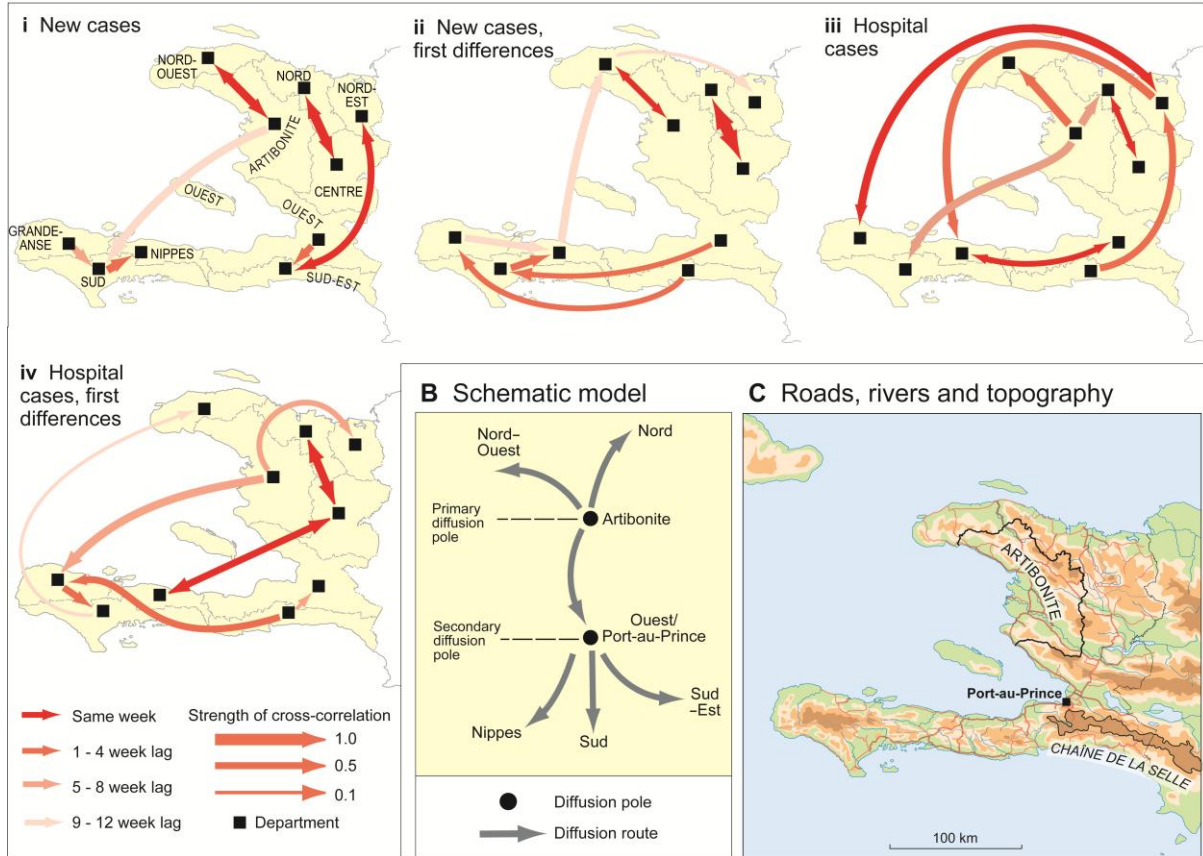 i New cases
NORD-
OUEST
NORD
NORD-
EST
ARTIBONITE
CENTRE
OUEST
OUEST
GRANDE-
ANSE
NIPPES
SUD
SUD-EST
ii New cases,
first differences
iii Hospital
cases
iv Hospital
cases, first
differences
Same week
1 - 4 week lag
5 - 8 week lag
9 - 12 week lag
Strength of cross-correlation
1.0
0.5
0.1
Department
B Schematic model
Nord–
Ouest
Nord
Primary
diffusion
pole
Artibonite
Secondary
diffusion
pole
Ouest/
Port-au-Prince
Nippes
Sud
Sud
-Est
Diffusion pole
Diffusion route
C Roads, rivers and topography
ARTIBONITE
Port-au-Prince
CHAÎNE DE LA SELLE
100 km